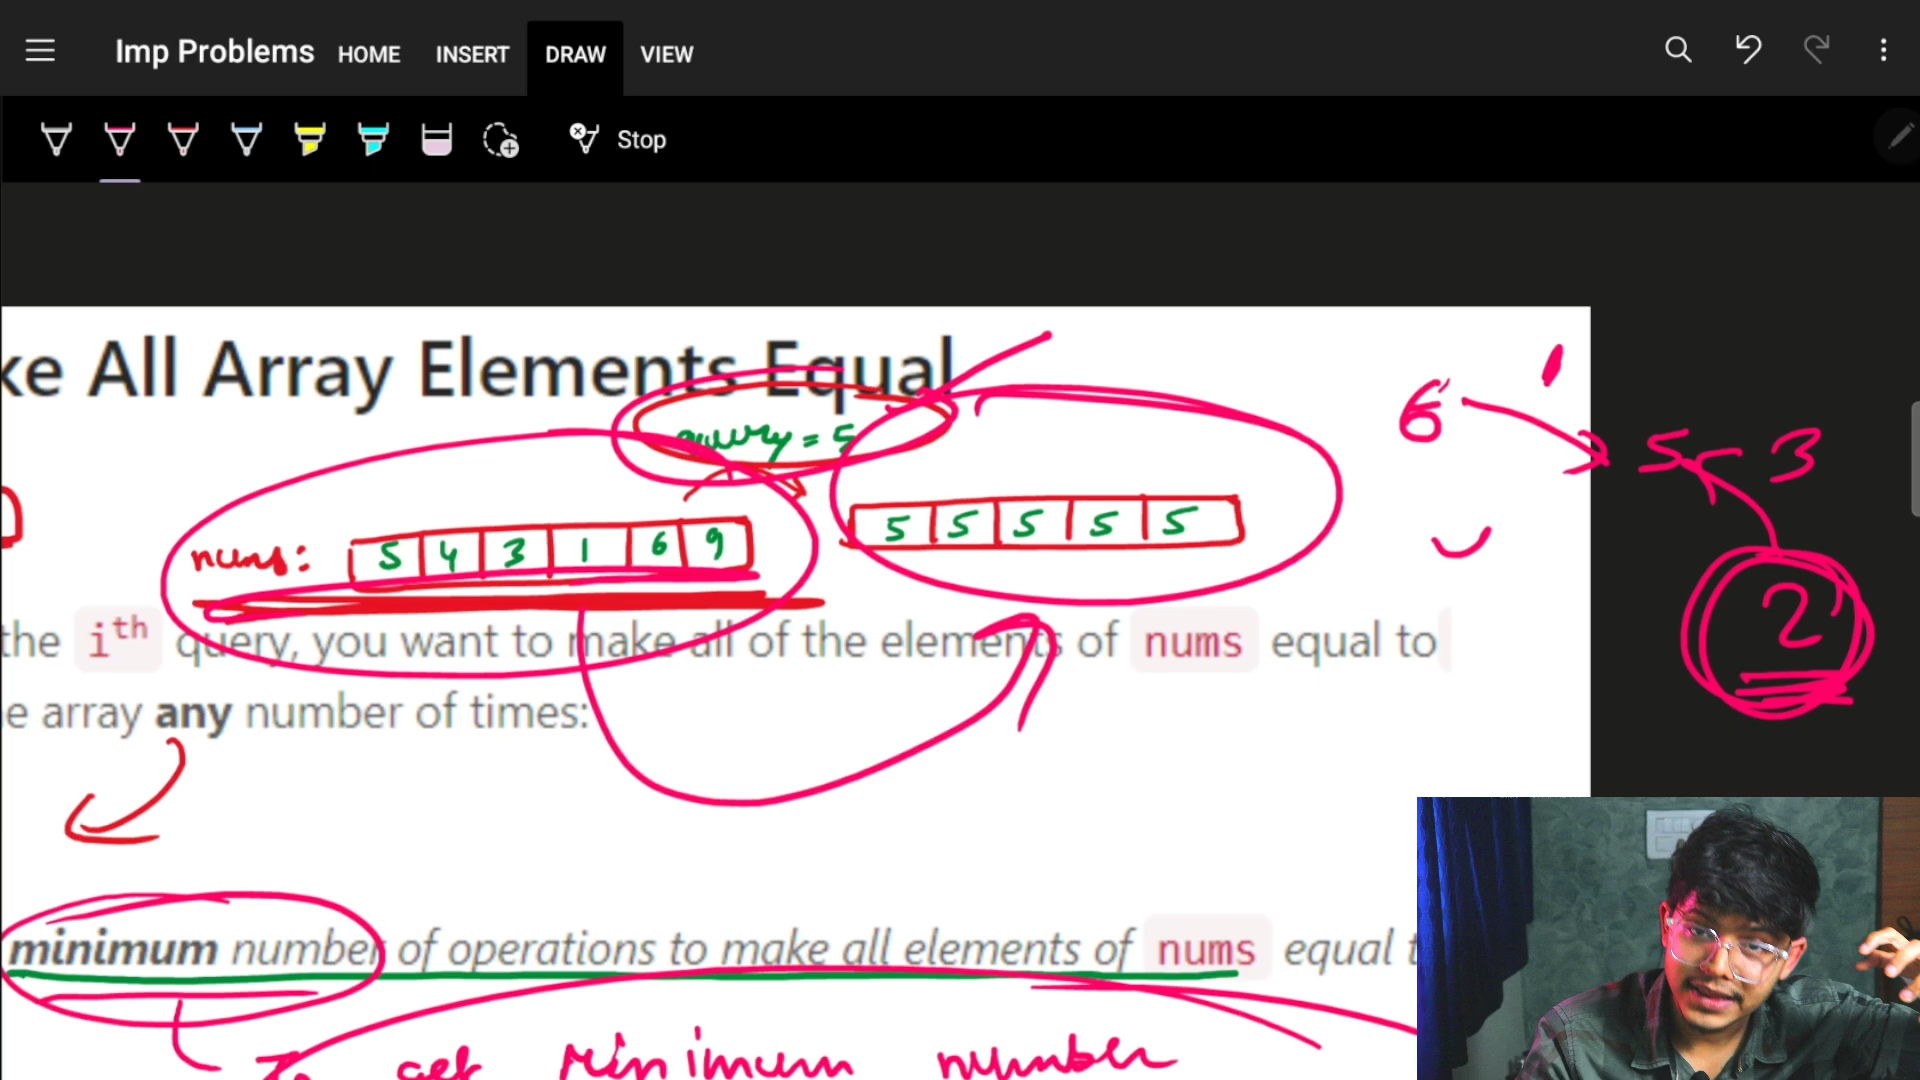 Imp Problems HOME INSERT DRAW VIEW
Stop
ke All Array Elements Equal
query = 5
6 5 3
nums: 5 4 3 1 6 9
5 5 5 5 5
2
the ith query, you want to make all of the elements of nums equal to
e array any number of times:
minimum number of operations to make all elements of nums equal t
To get minimum number